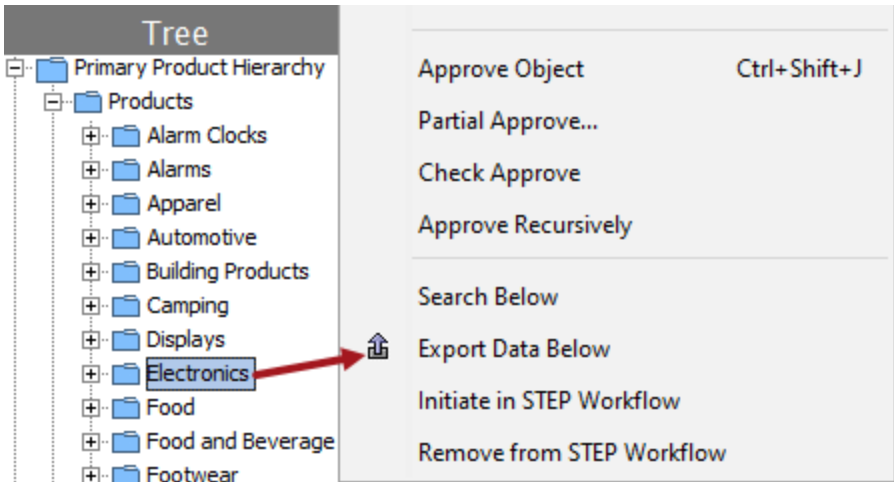 Tree
Primary Product Hierarchy
Products
Alarm Clocks
Alarms
Apparel
Automotive
Building Products
Camping
Displays
Electronics
Food
Food and Beverage
Footwear
Approve Object Ctrl+Shift+J
Partial Approve...
Check Approve
Approve Recursively
Search Below
Export Data Below
Initiate in STEP Workflow
Remove from STEP Workflow